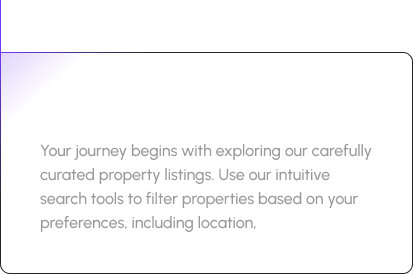 Your journey begins with exploring our carefully
curated property listings. Use our intuitive
search tools to filter properties based on your
preferences, including location,